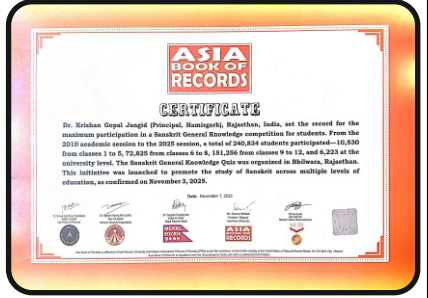 ASIA
BOOK OF
RECORDS
CERTIFICATE
Dr. Krishan Gopal Jangid (Principal, Hamirgarh), Rajasthan, India, set the record for the
maximum participation in a Sanskrit General Knowledge competition for students. From the
2010 academic session to the 2025 session, a total of 240,834 students participated—10,530
from classes 1 to 5, 72,825 from classes 6 to 8, 151,256 from classes 9 to 12, and 6,223 at the
university level. The Sanskrit General Knowledge Quiz was organized in Bhilwara, Rajasthan.
This initiative was launched to promote the study of Sanskrit across multiple levels of
education, as confirmed on November 3, 2025.
Date: November 7, 2025
NEPAL
BOOK
ASIA
BOOK OF
RECORDS